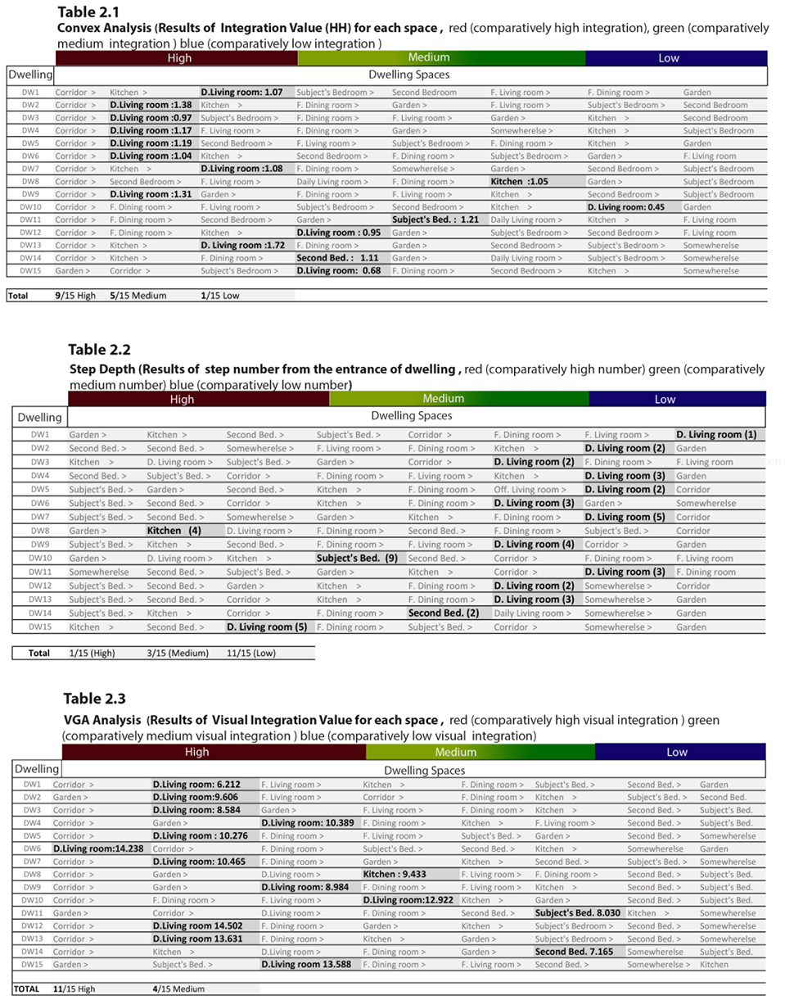 Table 2.1
Convex Analysis (Results of Integration Value (HH) for each space, red (comparatively high integration), green (comparatively
medium integration ) blue (comparatively low integration )
High Medium Low
Dwelling Dwelling Spaces
DW1 Corridor > Kitchen > D.Living room: 1.07 Subject's Bedroom > Second Bedroom F. Living room > F. Dining room > Garden
DW2 Corridor > D.Living room :1.38 Kitchen > F. Dining room > Garden > F. Living room > Subject's Bedroom > Second Bedroom
DW3 Corridor > D.Living room :0.97 Subject's Bedroom > F. Dining room > F. Living room > Garden > Kitchen > Second Bedroom
DW4 Corridor > D.Living room :1.17 F. Living room > F. Dining room > Garden > Somewherelse > Kitchen > Subject's Bedroom
DW5 Corridor > D.Living room :1.19 Second Bedroom > F. Living room > Subject's Bedroom > F. Dining room > Kitchen > Garden
DW6 Corridor > D.Living room :1.04 Kitchen > Second Bedroom > F. Dining room > Subject's Bedroom > Garden > F. Living room
DW7 Corridor > Kitchen > D.Living room :1.08 F. Dining room > Somewherelse > Garden > Second Bedroom > Subject's Bedroom
DW8 Corridor > Second Bedroom > F. Living room > Daily Living room > F. Dining room > Kitchen :1.05 Garden > Subject's Bedroom
DW9 Corridor > D.Living room :1.31 Garden > F. Dining room > F. Living room > Kitchen > Second Bedroom > Subject's Bedroom
DW10 Corridor > F. Dining room > F. Living room > Subject's Bedroom > Second Bedroom > Kitchen > D. Living room: 0.45 Garden
DW11 Corridor > F. Dining room > Second Bedroom > Garden > Subject's Bed. : 1.21 Daily Living room > Kitchen > F. Living room
DW12 Corridor > F. Dining room > Kitchen > D.Living room : 0.95 Garden > Subject's Bedroom > Second Bedroom > F. Living room
DW13 Corridor > Kitchen > D. Living room :1.72 F. Dining room > Garden > Second Bedroom > Subject's Bedroom > Somewherelse
DW14 Corridor > Kitchen > F. Dining room > Second Bed. : 1.11 Garden > Daily Living room > Subject's Bedroom > Somewherelse
DW15 Garden > Corridor > Subject's Bedroom > D.Living room: 0.68 F. Dining room > Second Bedroom > Kitchen > Somewherelse
Total 9/15 High 5/15 Medium 1/15 Low
Table 2.2
Step Depth (Results of step number from the entrance of dwelling , red (comparatively high number) green (comparatively
medium number) blue (comparatively low number)
High Medium Low
Dwelling Dwelling Spaces
DW1 Garden > Kitchen > Second Bed. > Subject's Bed. > Corridor > F. Dining room > F. Living room > D. Living room (1)
DW2 Second Bed. > Second Bed. > Somewherelse > F. Living room > F. Dining room > Kitchen > D. Living room (2) Garden
DW3 Kitchen > D. Living room > Subject's Bed. > Garden > Corridor > D. Living room (2) F. Dining room > F. Living room
DW4 Second Bed. > Subject's Bed. > Corridor > F. Dining room > F. Living room > Kitchen > D. Living room (3) Garden
DW5 Subject's Bed. > Garden > Second Bed. > Kitchen > F. Dining room > Off. Living room > D. Living room (2) Corridor
DW6 Subject's Bed. > Second Bed. > Corridor > Kitchen > F. Dining room > D. Living room (3) Garden > Somewherelse
DW7 Subject's Bed. > Second Bed. > Somewherelse > Garden > Kitchen > F. Dining room > D. Living room (5) Corridor
DW8 Garden > Kitchen (4) D. Living room > F. Dining room > Second Bed. > F. Dining room > Subject's Bed. > Corridor
DW9 Subject's Bed. > Kitchen > Second Bed. > F. Dining room > F. Living room > D. Living room (4) Corridor > Garden
DW10 Garden > D. Living room > Kitchen > Subject's Bed. (9) Second Bed. > Corridor > F. Dining room > F. Living room
DW11 Somewherelse Second Bed. > Subject's Bed. > Garden > Kitchen > Corridor > D. Living room (3) F. Dining room
DW12 Subject's Bed. > Second Bed. > Garden > Kitchen > F. Dining room > D. Living room (2) Somewherelse > Corridor
DW13 Subject's Bed. > Second Bed. > Corridor > Kitchen > F. Dining room > D. Living room (3) Somewherelse > Garden
DW14 Subject's Bed. > Kitchen > Corridor > F. Dining room > Second Bed. (2) Daily Living room > Somewherelse > Garden
DW15 Kitchen > Second Bed. > D. Living room (5) F. Dining room > Subject's Bed. > Corridor > Somewherelse > Garden
Total 1/15 (High) 3/15 (Medium) 11/15 (Low)
Table 2.3
VGA Analysis (Results of Visual Integration Value for each space , red (comparatively high visual integration ) green
(comparatively medium visual integration ) blue (comparatively low visual integration)
High Medium Low
Dwelling Dwelling Spaces
DW1 Corridor > D.Living room: 6.212 F. Living room > Kitchen > F. Dining room > Subject's Bed. > Second Bed. > Garden
DW2 Garden > D.Living room:9.606 F. Living room > Corridor > F. Dining room > Kitchen > Subject's Bed. > Second Bed.
DW3 Corridor > D.Living room: 8.584 Garden > F. Living room > F. Dining room > Kitchen > Second Bed. > Subject's Bed.
DW4 Corridor > Garden > D.Living room: 10.389 F. Dining room > Kitchen > F. Living room > Second Bed. > Subject's Bed.
DW5 Corridor > D.Living room : 10.276 F. Dining room > F. Living room > Subject's Bed. > Garden > Second Bed. > Somewherelse
DW6 D.Living room:14.238 Corridor > F. Dining room > Subject's Bed. > Second Bed. > Kitchen > Somewherelse Garden
DW7 Corridor > D.Living room: 10.465 F. Dining room > Garden > Kitchen > Second Bed. > Subject's Bed. > Somewherelse
DW8 Corridor > Garden > D.Living room > Kitchen : 9.433 F. Living room > F. Dining room > Second Bed. > Subject's Bed.
DW9 Corridor > Garden > D.Living room: 8.984 F. Dining room > F. Living room > Kitchen > Second Bed. > Subject's Bed.
DW10 Corridor > F. Dining room > F. Living room > D.Living room:12.922 Kitchen > Garden > Second Bed. > Subject's Bed.
DW11 Garden > Corridor > D.Living room > F. Dining room > Second Bed. > Subject's Bed. 8.030 Kitchen > Somewherelse
DW12 Corridor > D.Living room 14.502 F. Dining room > Garden > Kitchen > Subject's Bedroom > Second Bed. > Somewherelse
DW13 Corridor > D.Living room 13.631 F. Dining room > Kitchen > Garden > Subject's Bedroom > Second Bed. > Somewherelse
DW14 Corridor > Kitchen > D.Living room > F. Dining room > Garden > Second Bed. 7.165 Somewherelse Subject's Bed.
DW15 Garden > Subject's Bed. > D.Living room 13.588 F. Dining room > F. Living room > Second Bed. > Somewherelse > Kitchen
TOTAL 11/15 High 4/15 Medium